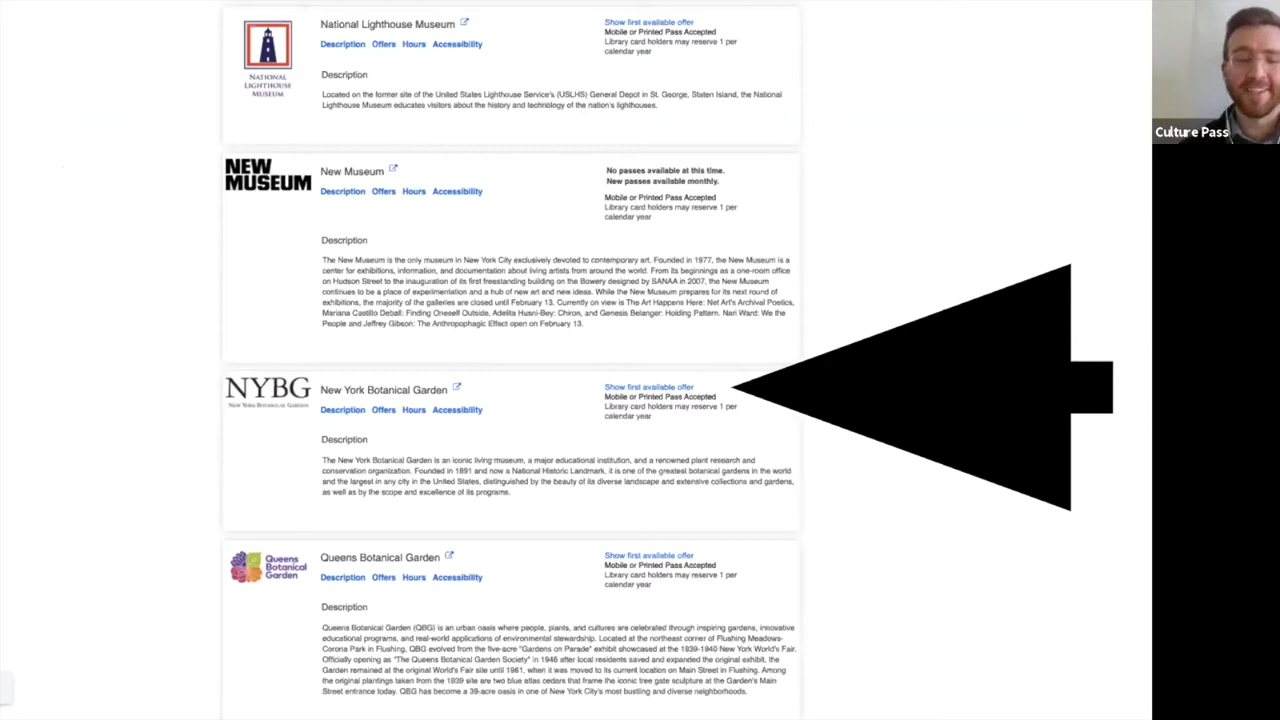 National Lighthouse Museum
Description Offers Hours Accessibility
Show first available offer
Mobile or Printed Pass Accepted
Library card holders may reserve 1 per
calendar year
NATIONAL
LIGHTHOUSE
MUSEUM
Description
Located on the former site of the United States Lighthouse Service's (USLHS) General Depot in St. George, Staten Island, the National
Lighthouse Museum educates visitors about the history and technology of the nation's lighthouses.
Culture Pass
NEW
MUSEUM
New Museum
Description Offers Hours Accessibility
No passes available at this time.
New passes available monthly.
Mobile or Printed Pass Accepted
Library card holders may reserve 1 per
calendar year
Description
The New Museum is the only museum in New York City exclusively devoted to contemporary art. Founded in 1977, the New Museum is a
center for exhibitions, information, and documentation about living artists from around the world. From its beginnings as a one-room office
on Hudson Street to the inauguration of its first freestanding building on the Bowery designed by SANAA in 2007, the New Museum
continues to be a place of experimentation and a hub of new art and new ideas. While the New Museum prepares for its next round of
exhibitions, the majority of the galleries are closed until February 13. Currently on view is The Art Happens Here: Net Art's Archival Poetics,
Mariana Castillo Deball: Finding Oneself Outside, Adelita Husni-Bey: Chiron, and Genesis Belanger: Holding Pattern. Nari Ward: We the
People and Jeffrey Gibson: The Anthropophagic Effect open on February 13.
NYBG
NEW YORK BOTANICAL GARDEN
New York Botanical Garden
Description Offers Hours Accessibility
Show first available offer
Mobile or Printed Pass Accepted
Library card holders may reserve 1 per
calendar year
Description
The New York Botanical Garden is an iconic living museum, a major educational institution, and a renowned plant research and
conservation organization. Founded in 1891 and now a National Historic Landmark, it is one of the greatest botanical gardens in the world
and the largest in any city in the United States, distinguished by the beauty of its diverse landscape and extensive collections and gardens,
as well as by the scope and excellence of its programs.
Queens
Botanical
Garden
Queens Botanical Garden
Description Offers Hours Accessibility
Show first available offer
Mobile or Printed Pass Accepted
Library card holders may reserve 1 per
calendar year
Description
Queens Botanical Garden (QBG) is an urban oasis where people, plants, and cultures are celebrated through inspiring gardens, innovative
educational programs, and real-world applications of environmental stewardship. Located at the northeast corner of Flushing Meadows-
Corona Park in Flushing, QBG evolved from the five-acre "Gardens on Parade" exhibit showcased at the 1939-1940 New York World's Fair.
Officially opening as "The Queens Botanical Garden Society" in 1946 after local residents saved and expanded the original exhibit, the
Garden remained at the original World's Fair site until 1961, when it was moved to its current location on Main Street in Flushing. Among
the original plantings taken from the 1939 site are two blue atlas cedars that frame the iconic tree gate sculpture at the Garden's Main
Street entrance today. QBG has become a 39-acre oasis in one of New York City's most bustling and diverse neighborhoods.